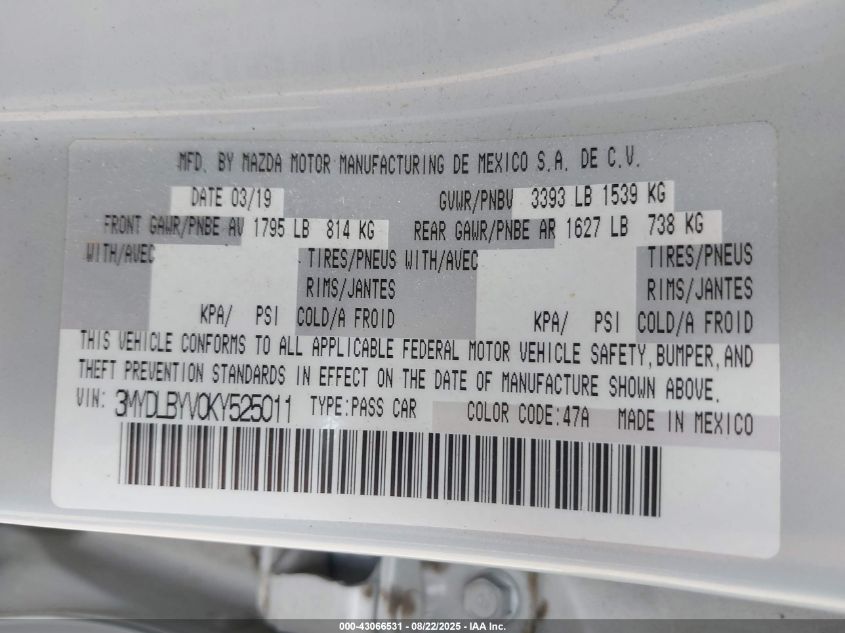 MFD. BY MAZDA MOTOR MANUFACTURING DE MEXICO S.A. DE C.V.
DATE 03/19 GVWR/PNBV 3393 LB 1539 KG
FRONT GAWR/PNBE AV 1795 LB 814 KG REAR GAWR/PNBE AR 1627 LB 738 KG
WITH/AVEC TIRES/PNEUS WITH/AVEC TIRES/PNEUS
RIMS/JANTES RIMS/JANTES
KPA/ PSI COLD/A FROID KPA/ PSI COLD/A FROID
THIS VEHICLE CONFORMS TO ALL APPLICABLE FEDERAL MOTOR VEHICLE SAFETY, BUMPER, AND
THEFT PREVENTION STANDARDS IN EFFECT ON THE DATE OF MANUFACTURE SHOWN ABOVE.
VIN: 3MYDLBYV0KY525011 TYPE:PASS CAR COLOR CODE:47A MADE IN MEXICO
000-43066531 - 08/22/2025 - IAA Inc.